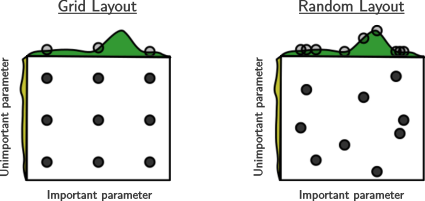 Grid Layout
Unimportant parameter
Important parameter
Random Layout
Unimportant parameter
Important parameter